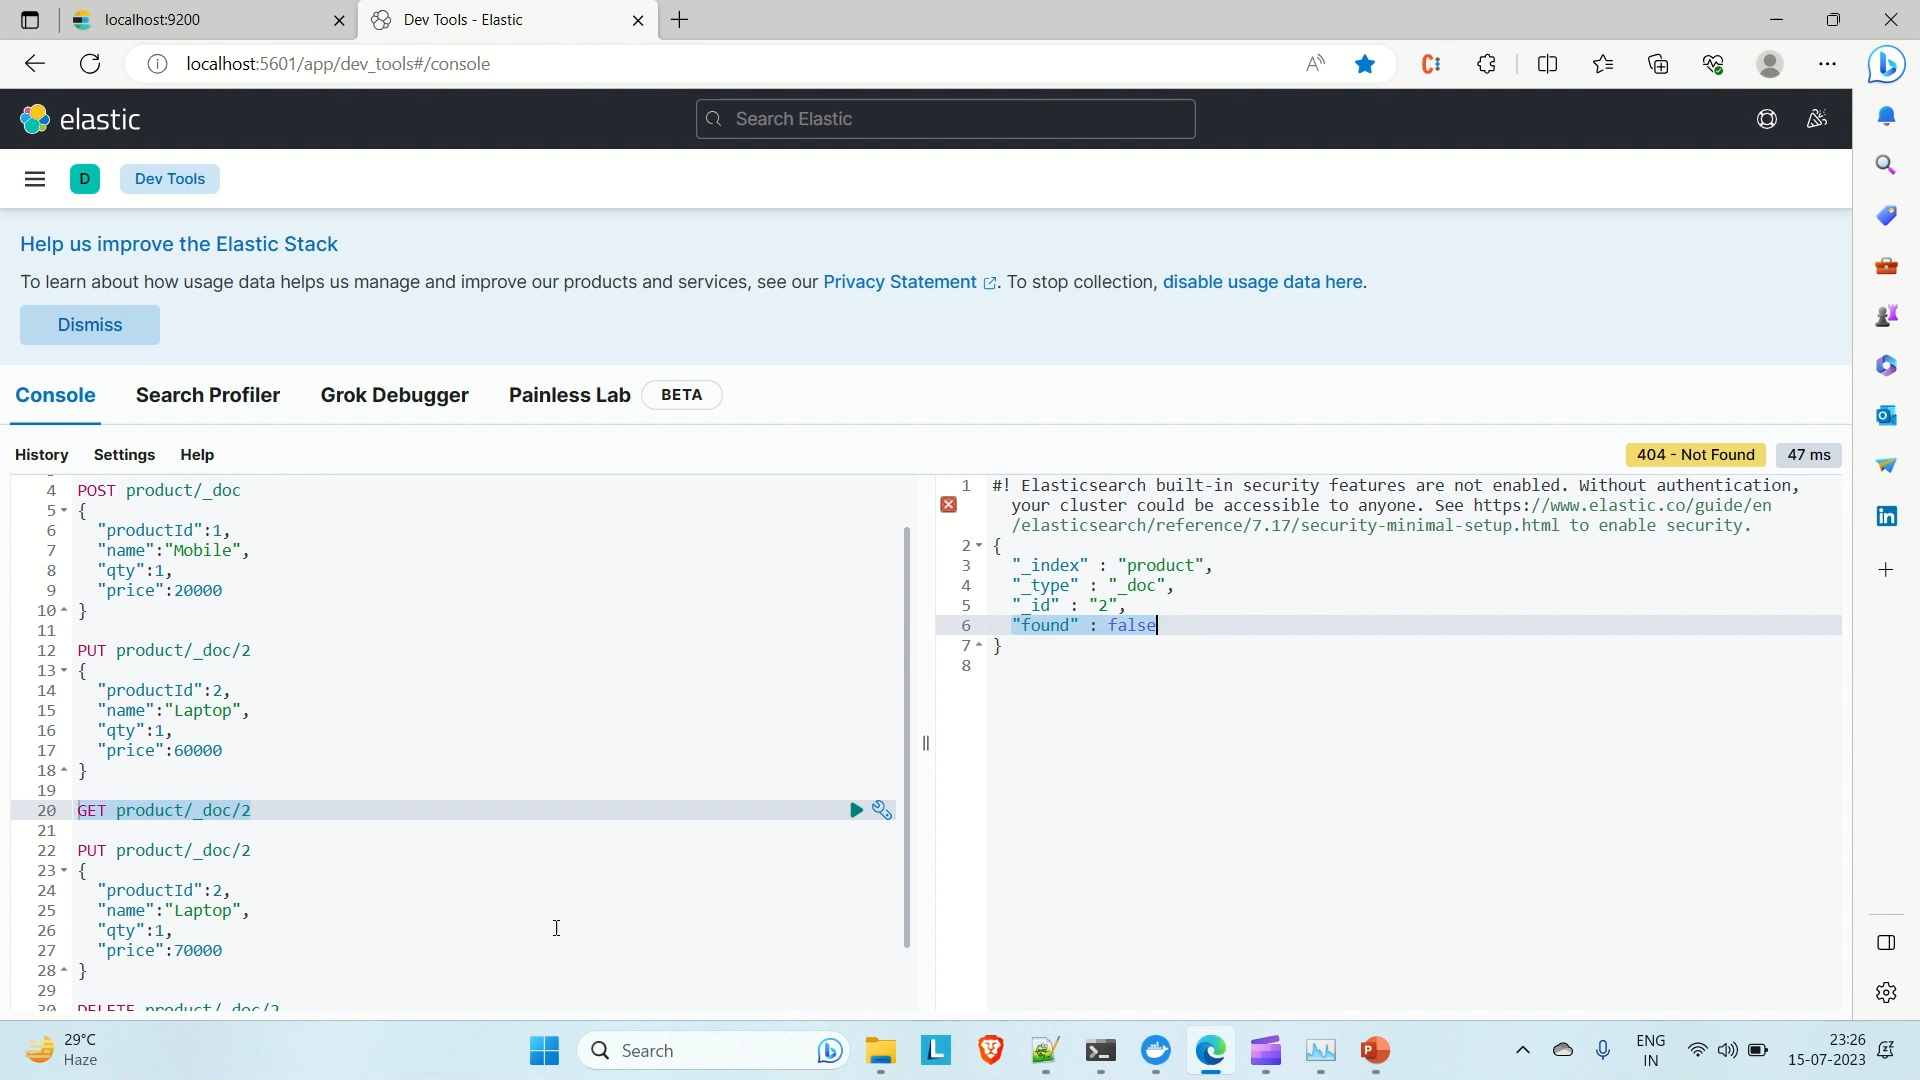 localhost:9200
Dev Tools - Elastic
localhost:5601/app/dev_tools#/console
elastic
Search Elastic
D
Dev Tools
Help us improve the Elastic Stack
To learn about how usage data helps us manage and improve our products and services, see our Privacy Statement. To stop collection, disable usage data here.
Dismiss
Console
Search Profiler
Grok Debugger
Painless Lab
BETA
History
Settings
Help
404 - Not Found
47 ms
4 POST product/_doc
5 {
6 "productId":1,
7 "name":"Mobile",
8 "qty":1,
9 "price":20000
10 }
11
12 PUT product/_doc/2
13 {
14 "productId":2,
15 "name":"Laptop",
16 "qty":1,
17 "price":60000
18 }
19
20 GET product/_doc/2
21
22 PUT product/_doc/2
23 {
24 "productId":2,
25 "name":"Laptop",
26 "qty":1,
27 "price":70000
28 }
29
30 DELETE product/_doc/2
1 #! Elasticsearch built-in security features are not enabled. Without authentication,
your cluster could be accessible to anyone. See https://www.elastic.co/guide/en
/elasticsearch/reference/7.17/security-minimal-setup.html to enable security.
2 {
3 "_index" : "product",
4 "_type" : "_doc",
5 "_id" : "2",
6 "found" : false
7 }
8
29°C
Haze
Search
ENG
IN
23:26
15-07-2023